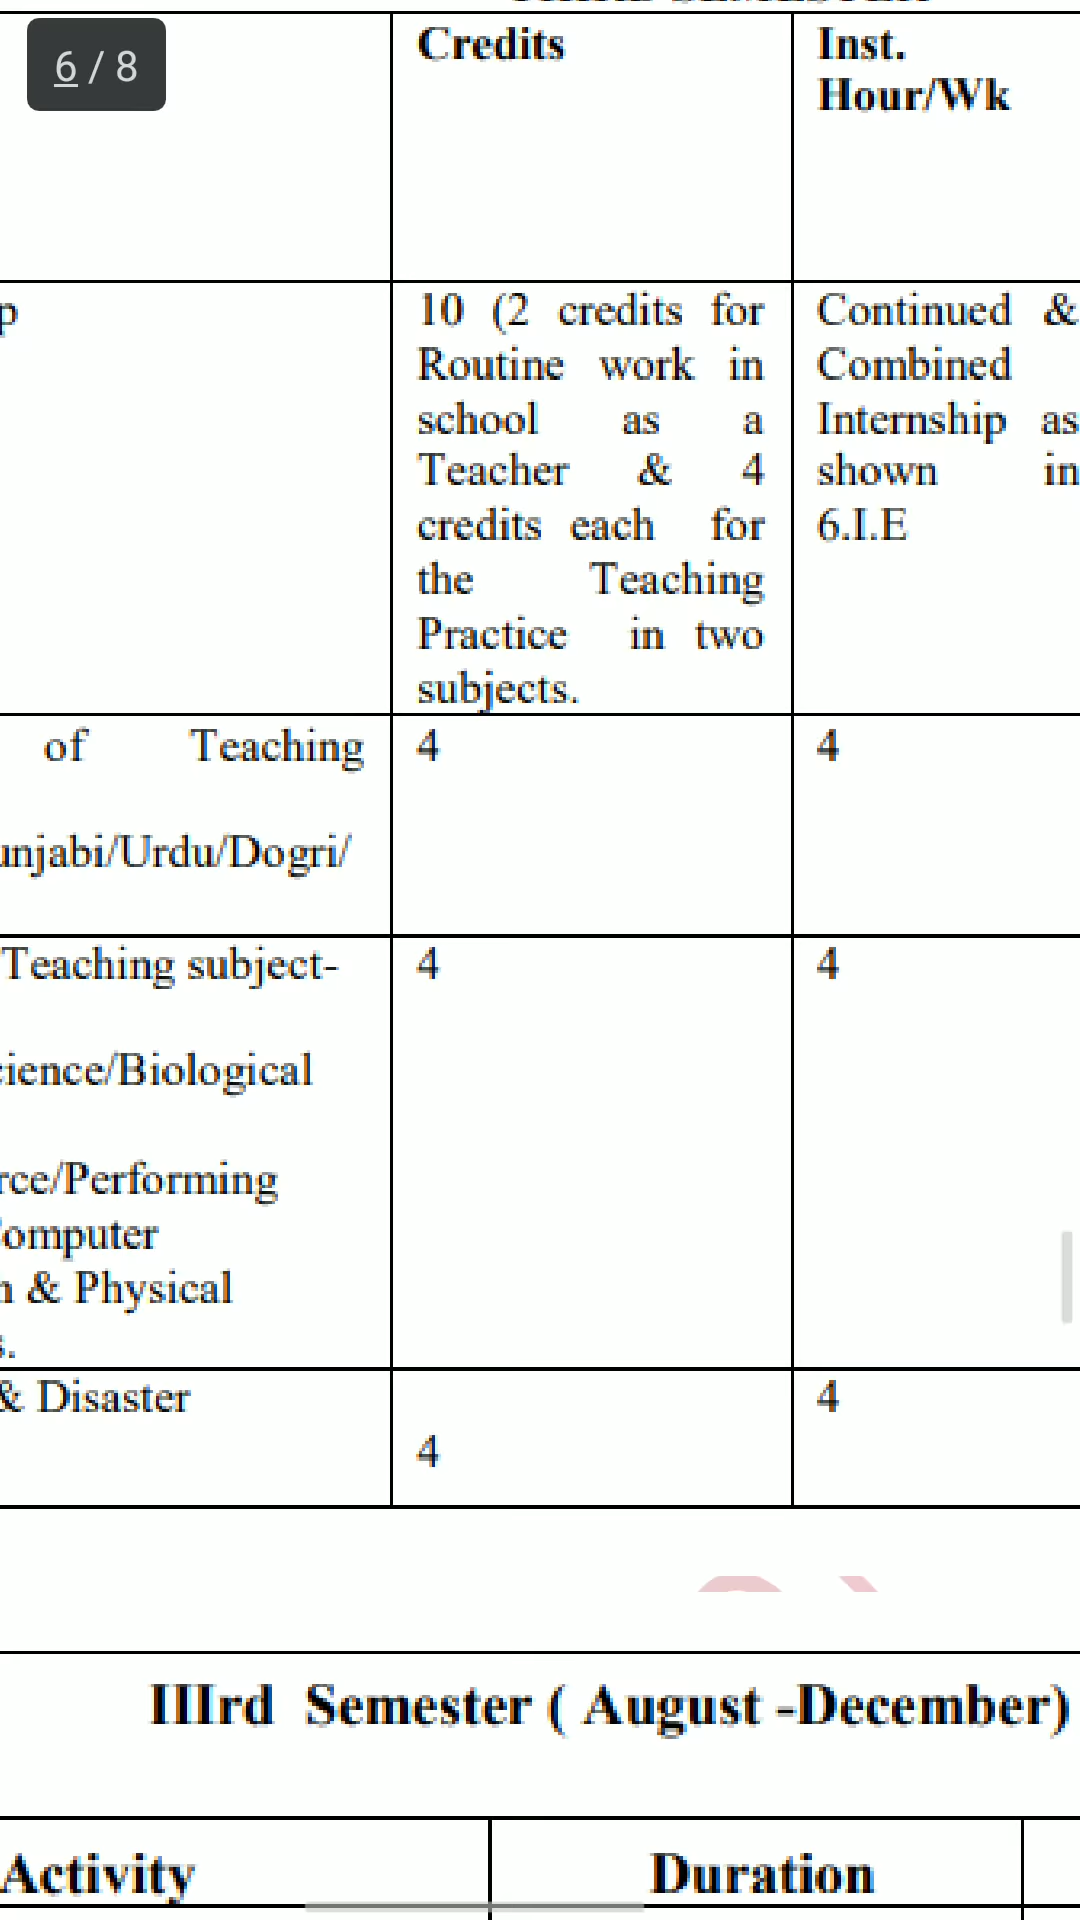 6 / 8
Credits
Inst.
Hour/Wk
p
10 (2 credits for
Routine work in
school as a
Teacher & 4
credits each for
the Teaching
Practice in two
subjects.
Continued &
Combined
Internship as
shown in
6.I.E
of Teaching
unjabi/Urdu/Dogri/
4
4
Teaching subject-
cience/Biological
rce/Performing
Computer
n & Physical
s.
4
4
& Disaster
4
4
IIIrd Semester ( August -December)
Activity
Duration